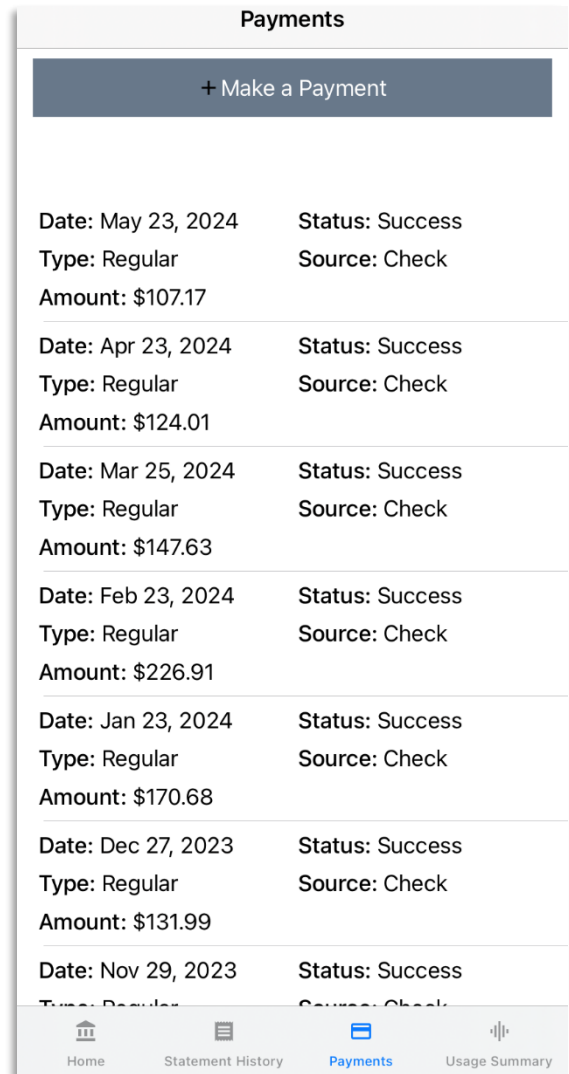 Payments
+ Make a Payment
Date: May 23, 2024 Status: Success
Type: Regular Source: Check
Amount: $107.17
Date: Apr 23, 2024 Status: Success
Type: Regular Source: Check
Amount: $124.01
Date: Mar 25, 2024 Status: Success
Type: Regular Source: Check
Amount: $147.63
Date: Feb 23, 2024 Status: Success
Type: Regular Source: Check
Amount: $226.91
Date: Jan 23, 2024 Status: Success
Type: Regular Source: Check
Amount: $170.68
Date: Dec 27, 2023 Status: Success
Type: Regular Source: Check
Amount: $131.99
Date: Nov 29, 2023 Status: Success
Type: Regular Source: Check
Home Statement History Payments Usage Summary